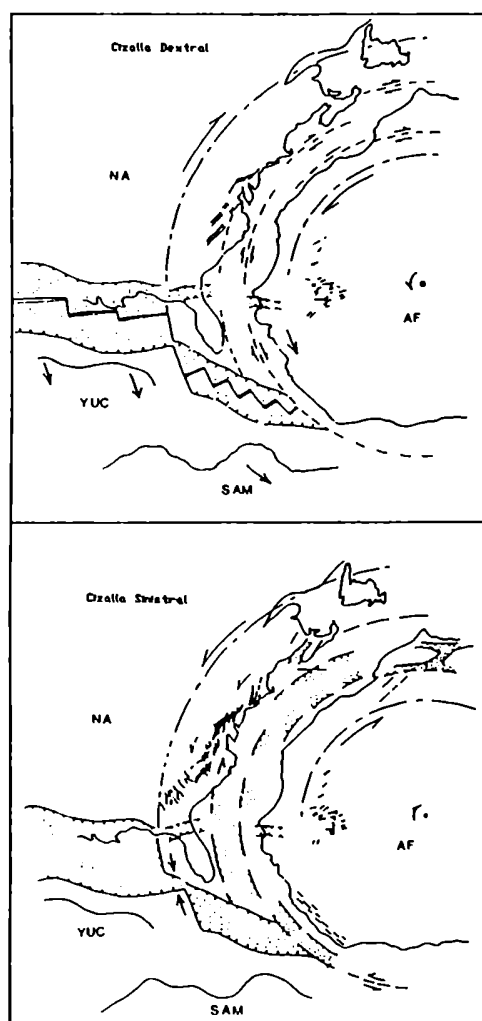 Cizalla Dextral
NA
AF
YUC
SAM
Cizalla Sinistral
NA
AF
YUC
SAM